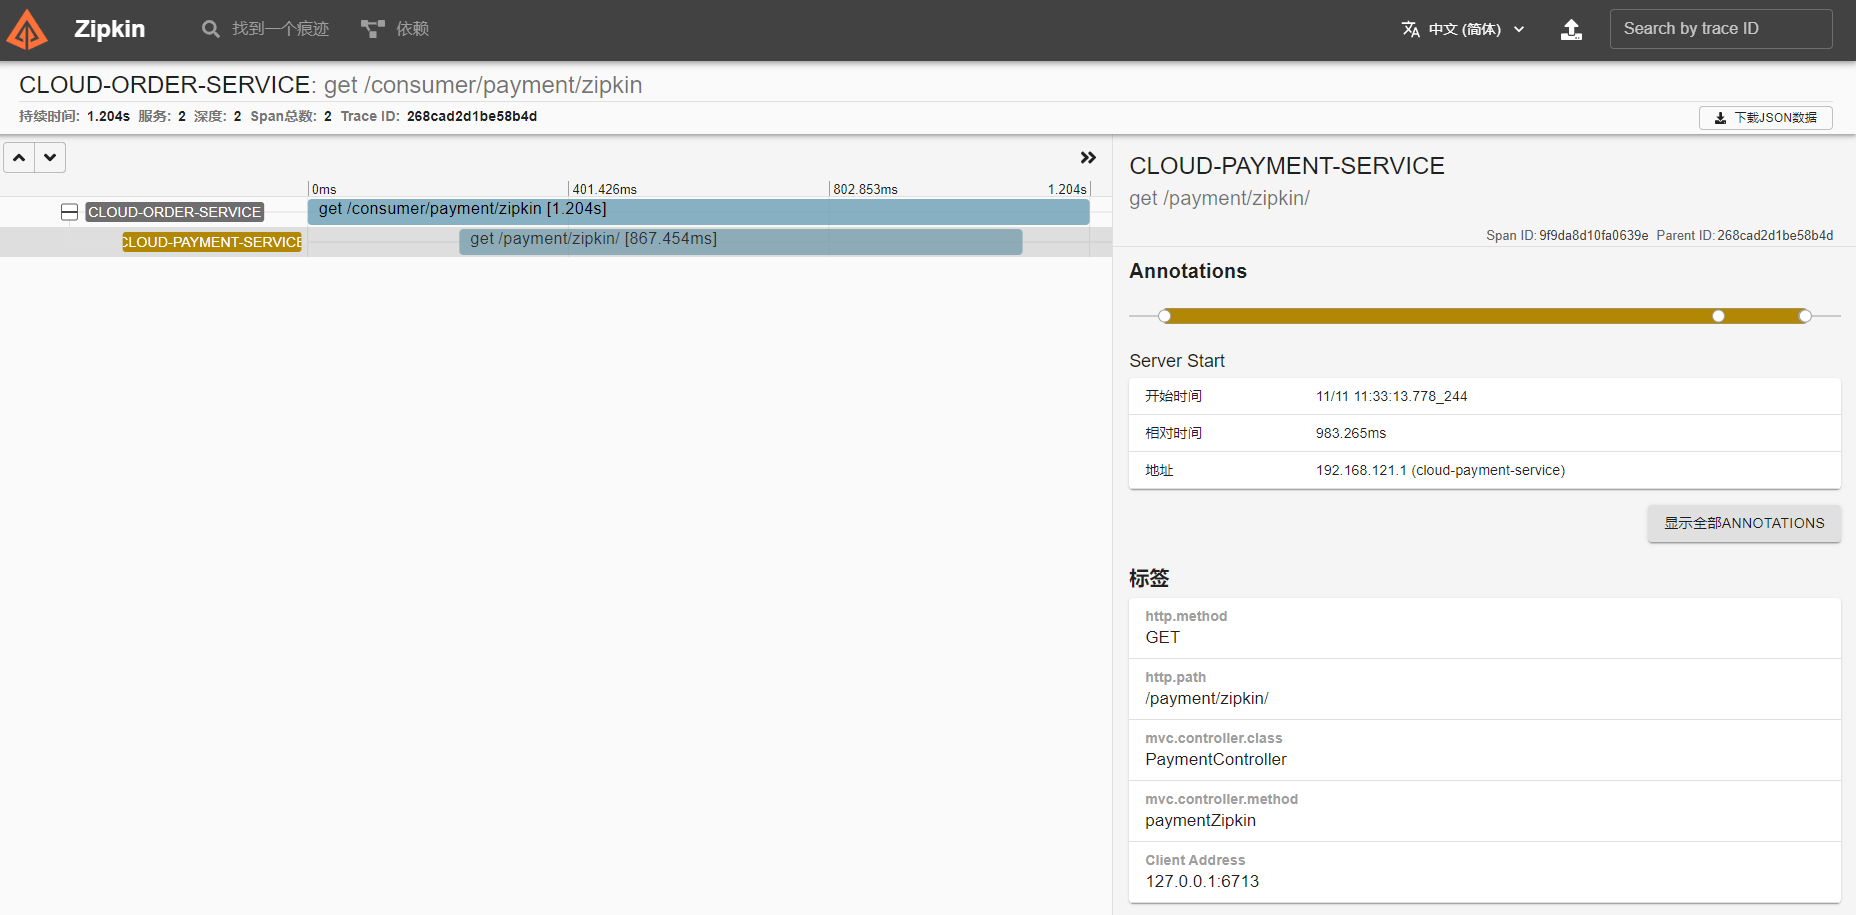 Zipkin 找到一个痕迹 依赖 中文 (简体) Search by trace ID
CLOUD-ORDER-SERVICE: get /consumer/payment/zipkin
持续时间: 1.204s 服务: 2 深度: 2 Span总数: 2 Trace ID: 268cad2d1be58b4d
下载JSON数据
0ms 401.426ms 802.853ms 1.204s
CLOUD-ORDER-SERVICE get /consumer/payment/zipkin [1.204s]
CLOUD-PAYMENT-SERVICE get /payment/zipkin/ [867.454ms]
CLOUD-PAYMENT-SERVICE
get /payment/zipkin/
Span ID: 9f9da8d10fa0639e Parent ID: 268cad2d1be58b4d
Annotations
Server Start
开始时间 11/11 11:33:13.778_244
相对时间 983.265ms
地址 192.168.121.1 (cloud-payment-service)
显示全部ANNOTATIONS
标签
http.method
GET
http.path
/payment/zipkin/
mvc.controller.class
PaymentController
mvc.controller.method
paymentZipkin
Client Address
127.0.0.1:6713